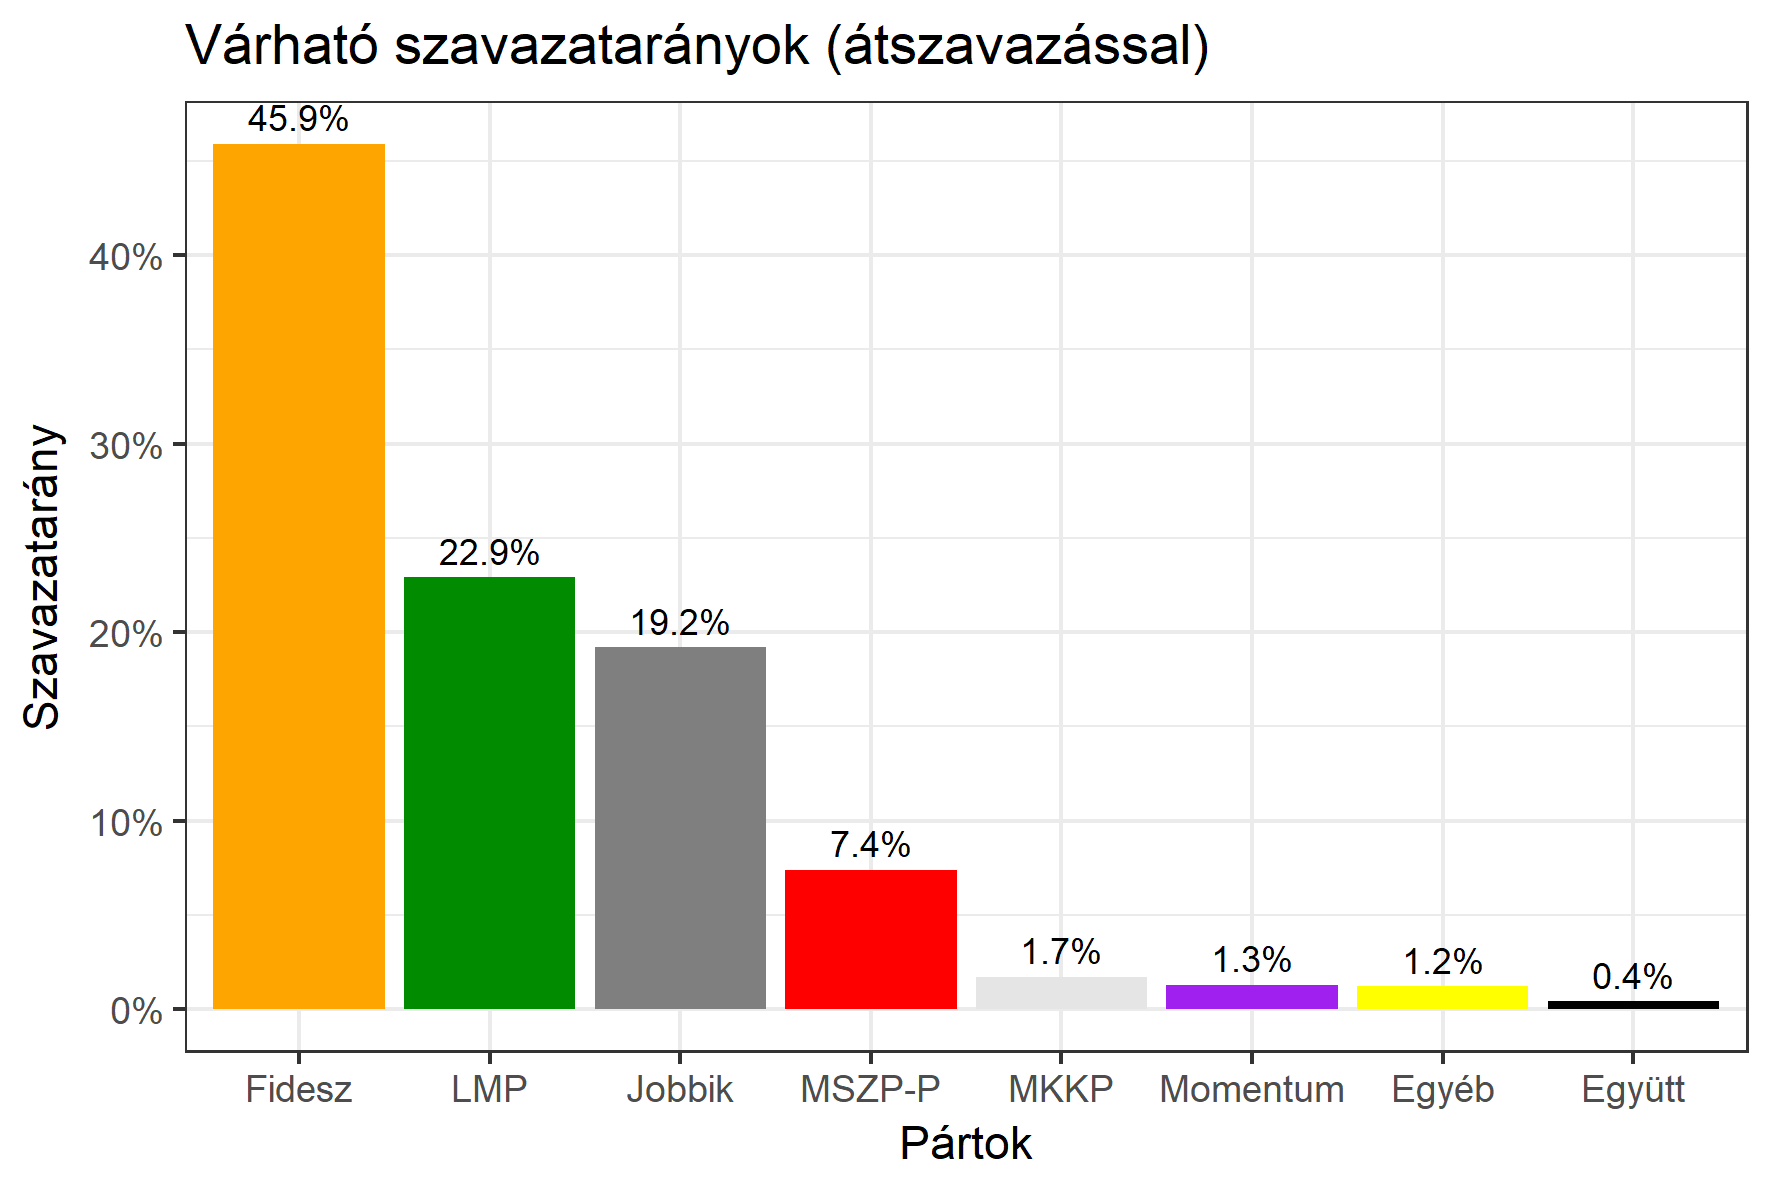 Várható szavazatarányok (átszavazással)
45.9%
22.9%
19.2%
7.4%
1.7%
1.3%
1.2%
0.4%
Szavazatarány
40%
30%
20%
10%
0%
Fidesz
LMP
Jobbik
MSZP-P
MKKP
Momentum
Egyéb
Együtt
Pártok